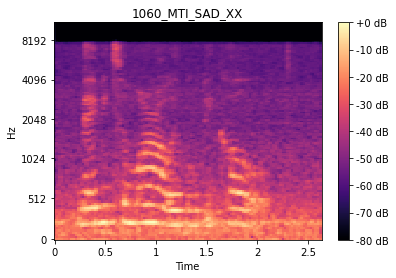 1060_MTI_SAD_XX
+0 dB
8192
-10 dB
4096
-20 dB
-30 dB
2048
Hz
-40 dB
1024
-50 dB
512
-60 dB
-70 dB
0
-80 dB
0 0.5 1 1.5 2 2.5
Time